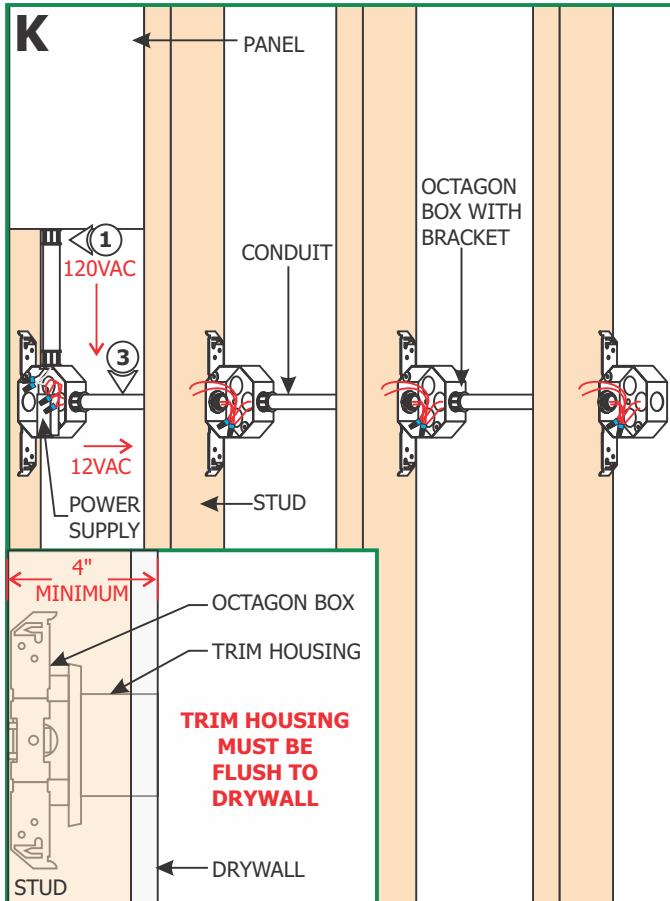 K
PANEL
OCTAGON
BOX WITH
BRACKET
1
120VAC
CONDUIT
3
12VAC
POWER
SUPPLY
STUD
4"
MINIMUM
OCTAGON BOX
TRIM HOUSING
TRIM HOUSING
MUST BE
FLUSH TO
DRYWALL
DRYWALL
STUD